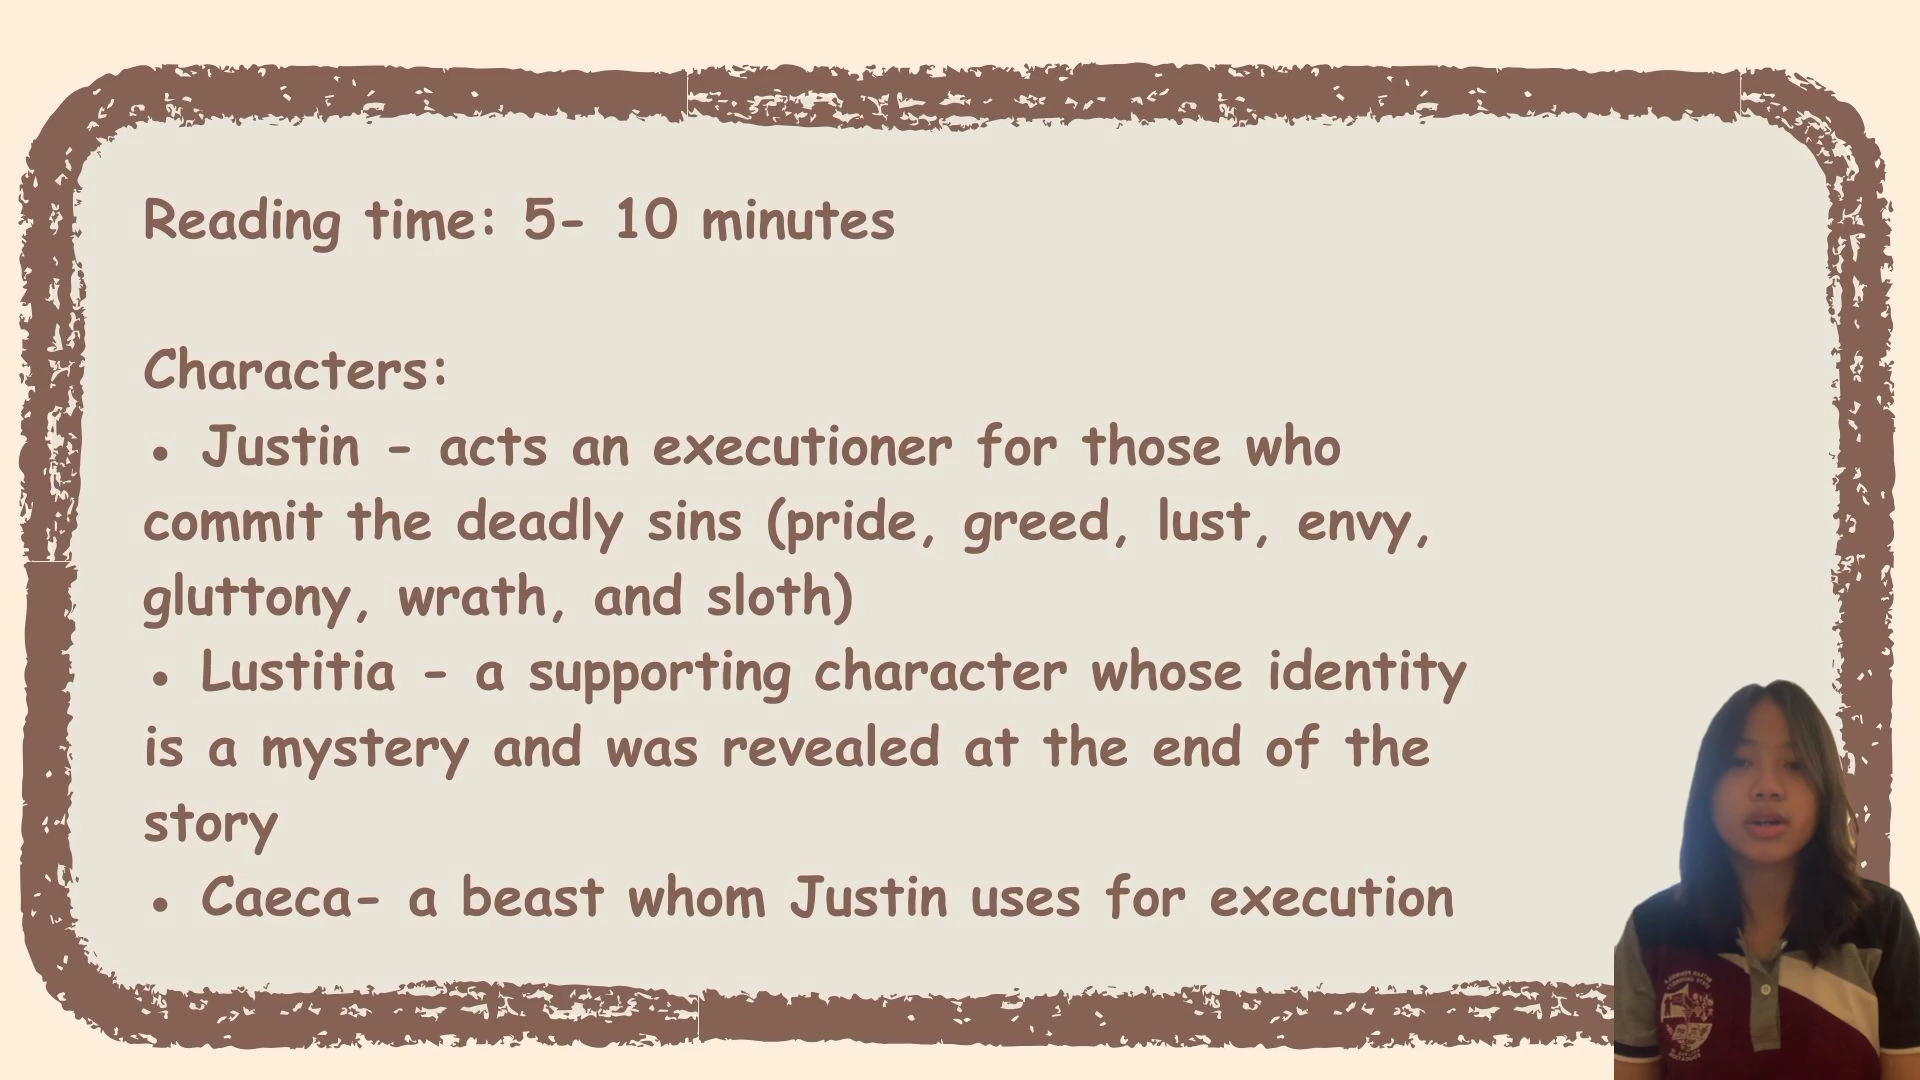 Reading time: 5- 10 minutes
Characters:
• Justin - acts an executioner for those who
commit the deadly sins (pride, greed, lust, envy,
gluttony, wrath, and sloth)
• Lustitia - a supporting character whose identity
is a mystery and was revealed at the end of the
story
• Caeca- a beast whom Justin uses for execution